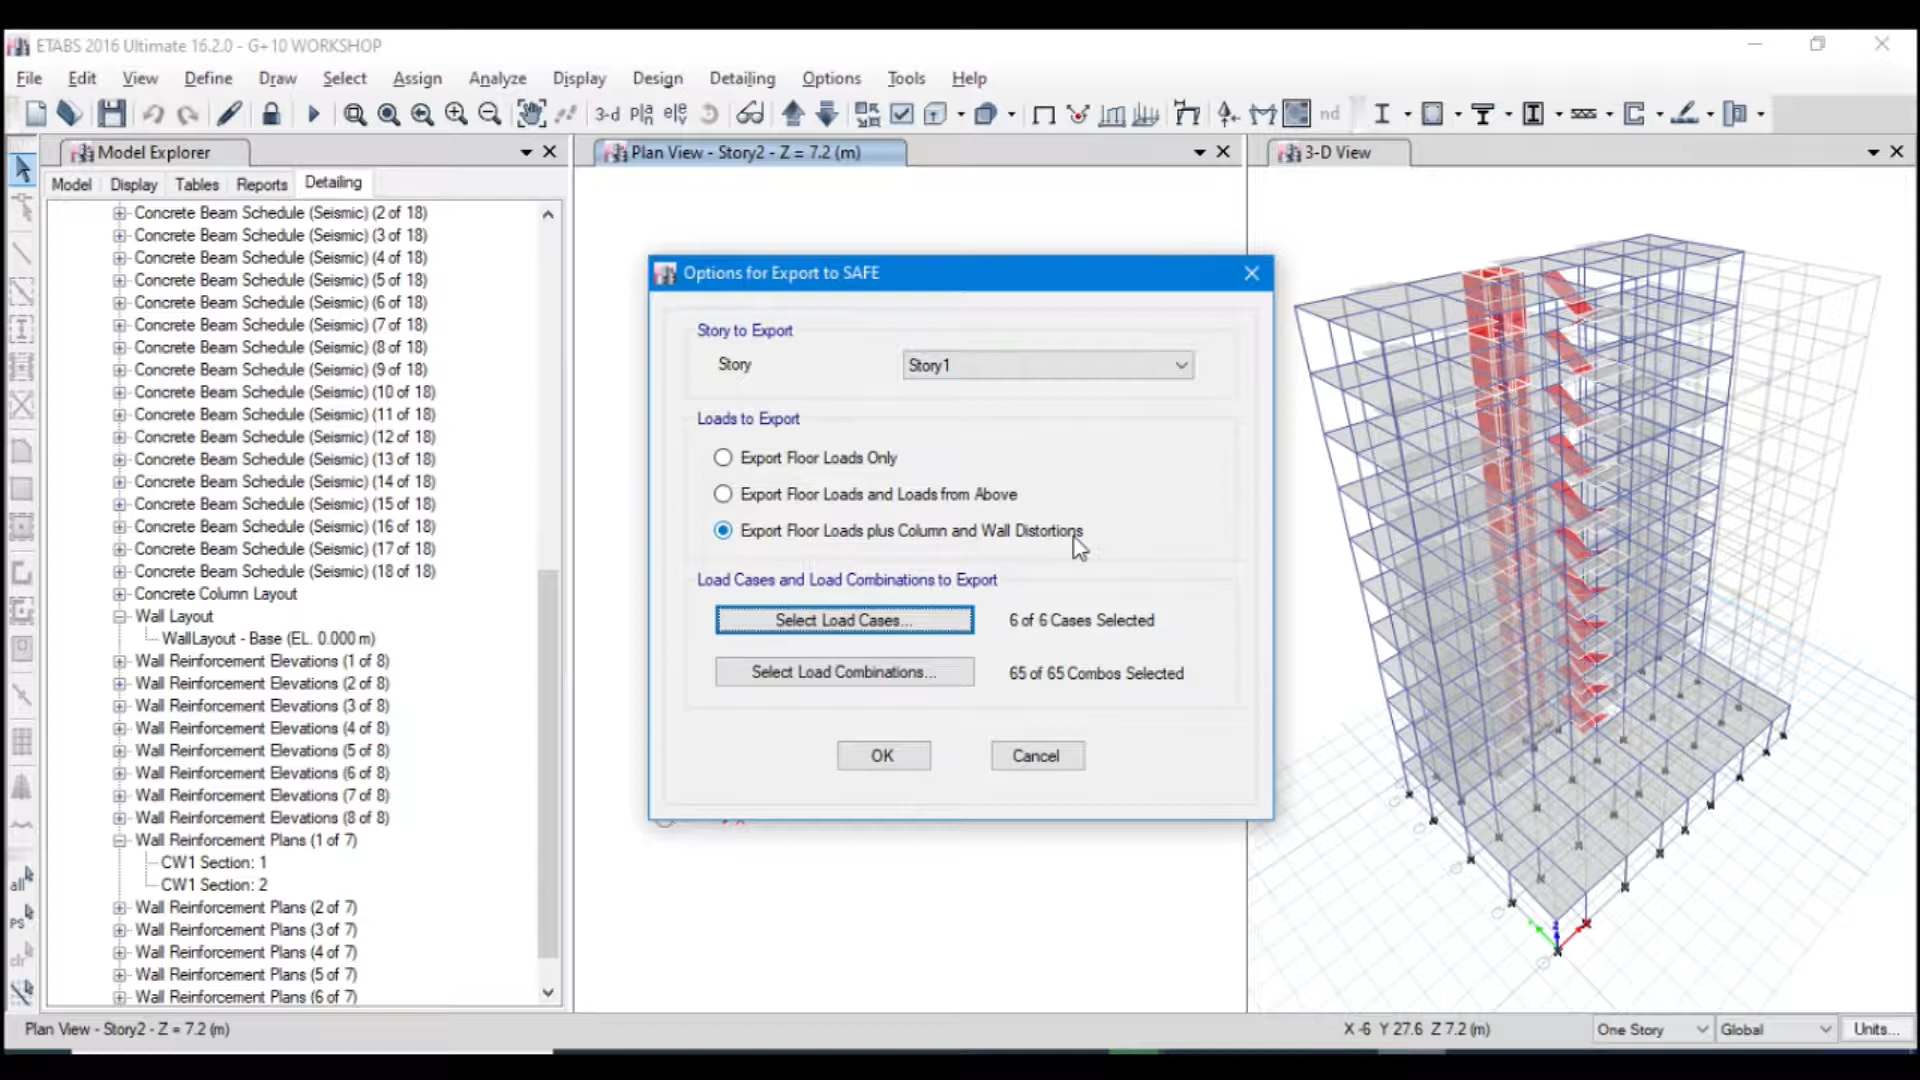 ETABS 2016 Ultimate 16.2.0 - G+10 WORKSHOP
File Edit View Define Draw Select Assign Analyze Display Design Detailing Options Tools Help
3-d pla ele nd
Model Explorer
Model Display Tables Reports Detailing
Concrete Beam Schedule (Seismic) (2 of 18)
Concrete Beam Schedule (Seismic) (3 of 18)
Concrete Beam Schedule (Seismic) (4 of 18)
Concrete Beam Schedule (Seismic) (5 of 18)
Concrete Beam Schedule (Seismic) (6 of 18)
Concrete Beam Schedule (Seismic) (7 of 18)
Concrete Beam Schedule (Seismic) (8 of 18)
Concrete Beam Schedule (Seismic) (9 of 18)
Concrete Beam Schedule (Seismic) (10 of 18)
Concrete Beam Schedule (Seismic) (11 of 18)
Concrete Beam Schedule (Seismic) (12 of 18)
Concrete Beam Schedule (Seismic) (13 of 18)
Concrete Beam Schedule (Seismic) (14 of 18)
Concrete Beam Schedule (Seismic) (15 of 18)
Concrete Beam Schedule (Seismic) (16 of 18)
Concrete Beam Schedule (Seismic) (17 of 18)
Concrete Beam Schedule (Seismic) (18 of 18)
Concrete Column Layout
Wall Layout
WallLayout - Base (EL. 0.000 m)
Wall Reinforcement Elevations (1 of 8)
Wall Reinforcement Elevations (2 of 8)
Wall Reinforcement Elevations (3 of 8)
Wall Reinforcement Elevations (4 of 8)
Wall Reinforcement Elevations (5 of 8)
Wall Reinforcement Elevations (6 of 8)
Wall Reinforcement Elevations (7 of 8)
Wall Reinforcement Elevations (8 of 8)
Wall Reinforcement Plans (1 of 7)
CW1 Section: 1
CW1 Section: 2
Wall Reinforcement Plans (2 of 7)
Wall Reinforcement Plans (3 of 7)
Wall Reinforcement Plans (4 of 7)
Wall Reinforcement Plans (5 of 7)
Wall Reinforcement Plans (6 of 7)
all
ps
clr
Plan View - Story2 - Z = 7.2 (m)
3-D View
Options for Export to SAFE
Story to Export
Story Story1
Loads to Export
Export Floor Loads Only
Export Floor Loads and Loads from Above
Export Floor Loads plus Column and Wall Distortions
Load Cases and Load Combinations to Export
Select Load Cases... 6 of 6 Cases Selected
Select Load Combinations... 65 of 65 Combos Selected
OK Cancel
Plan View - Story2 - Z = 7.2 (m) X -6 Y 27.6 Z 7.2 (m) One Story Global Units...